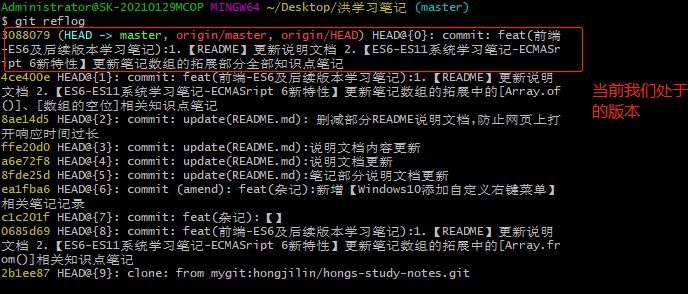 Administrator@SK-20210129MCOP MINGW64 ~/Desktop/洪学习笔记 (master)
$ git reflog
3088079 (HEAD -> master, origin/master, origin/HEAD) HEAD@{0}: commit: feat(前端
-ES6及后续版本学习笔记):1.【README】更新说明文档 2.【ES6-ES11系统学习笔记-ECMASr
ipt 6新特性】更新笔记数组的拓展部分全部知识点笔记
4ce400e HEAD@{1}: commit: feat(前端-ES6及后续版本学习笔记):1.【README】更新说明
文档 2.【ES6-ES11系统学习笔记-ECMASript 6新特性】更新笔记数组的拓展中的[Array.of
()]、[数组的空位]相关知识点笔记
8ae14d5 HEAD@{2}: commit: update(README.md): 删减部分README说明文档,防止网页上打
开响应时间过长
ffe20d0 HEAD@{3}: commit: update(README.md):说明文档内容更新
a6e72f8 HEAD@{4}: commit: update(README.md):说明文档更新
8fde25d HEAD@{5}: commit: update(README.md):笔记部分说明文档更新
ea1fba6 HEAD@{6}: commit (amend): feat(杂记):新增【Windows10添加自定义右键菜单】
相关笔记记录
c1c201f HEAD@{7}: commit: feat(杂记):【】
0685d69 HEAD@{8}: commit: feat(前端-ES6及后续版本学习笔记):1.【README】更新说明
文档 2.【ES6-ES11系统学习笔记-ECMASript 6新特性】更新笔记数组的拓展中的[Array.fr
om()]相关知识点笔记
2b1ee87 HEAD@{9}: clone: from mygit:hongjilin/hongs-study-notes.git
当前我们处于
的版本